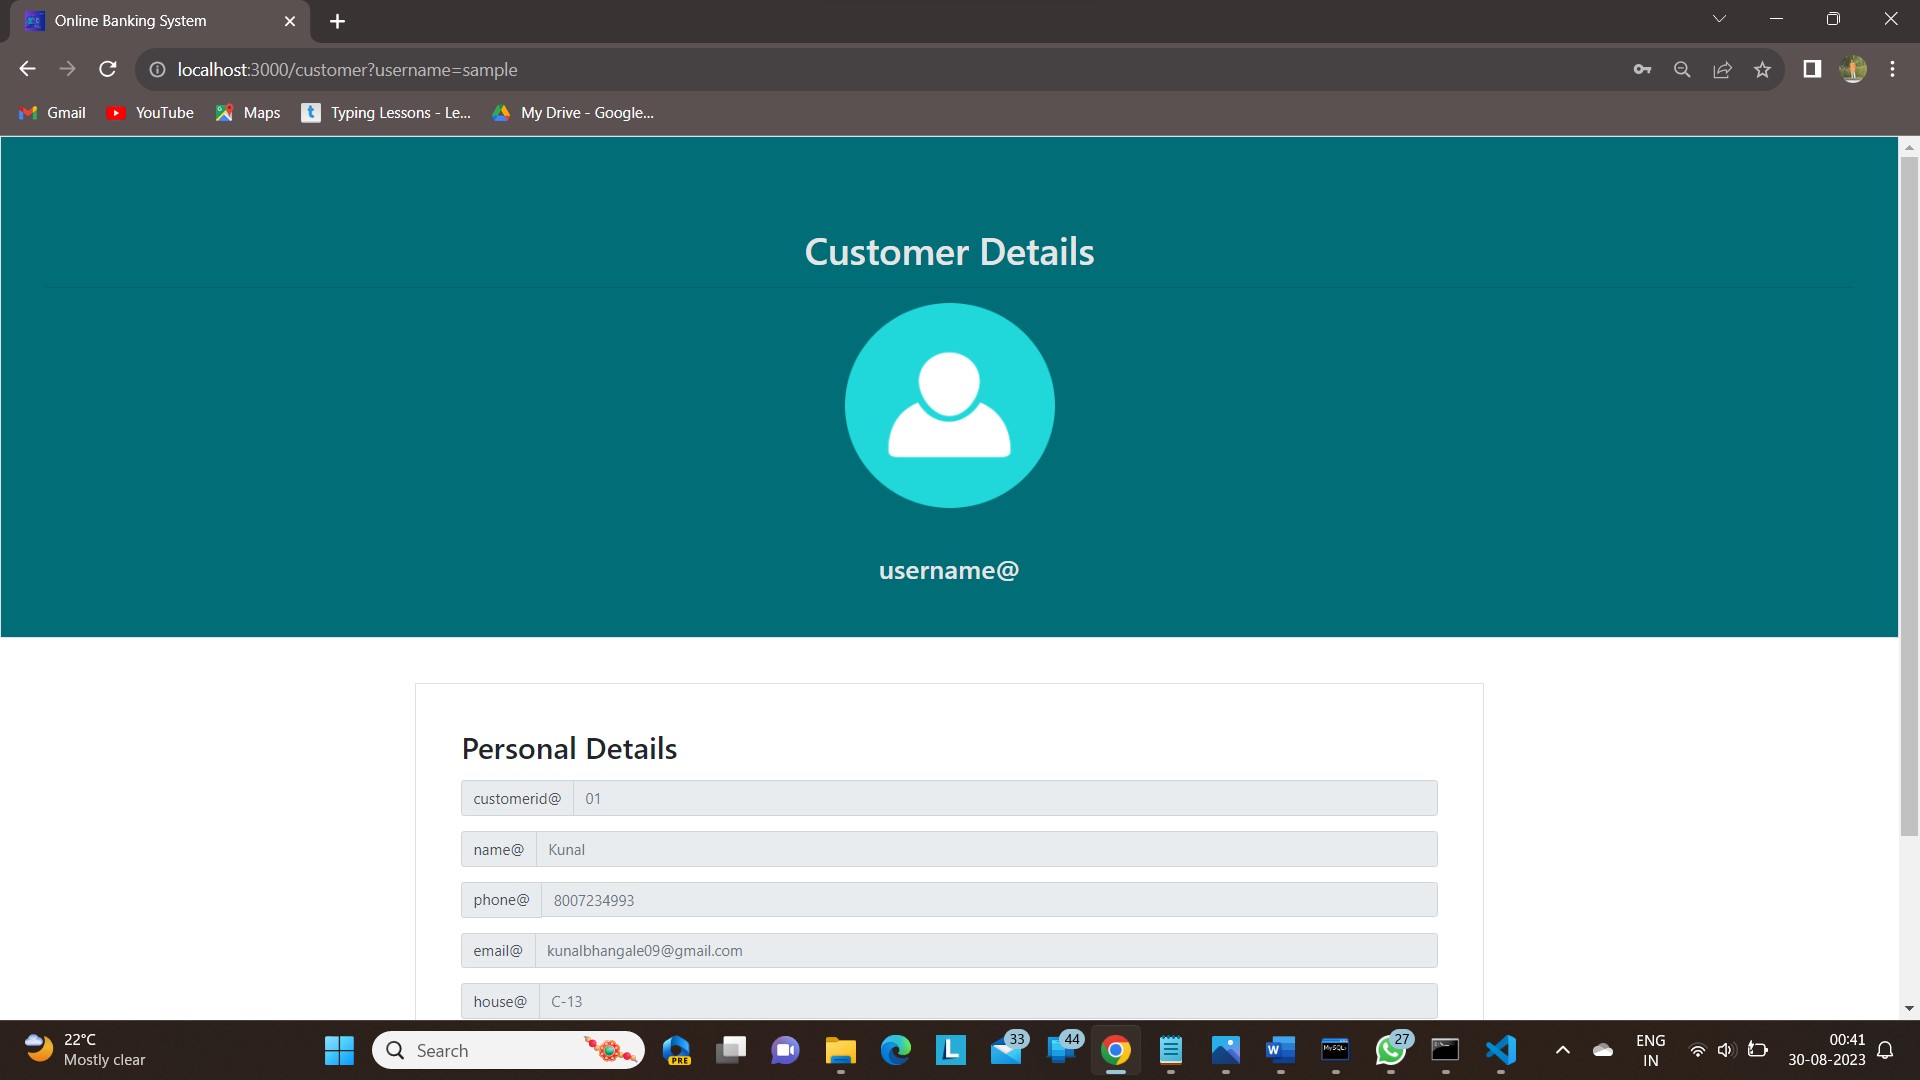 Online Banking System
localhost:3000/customer?username=sample
Gmail
YouTube
Maps
t
Typing Lessons - Le...
My Drive - Google...
Customer Details
username@
Personal Details
customerid@ 01
name@ Kunal
phone@ 8007234993
email@ kunalbhangale09@gmail.com
house@ C-13
22°C
Mostly clear
Search
PRE
L
33
44
W
MySQL
27
ENG
IN
00:41
30-08-2023